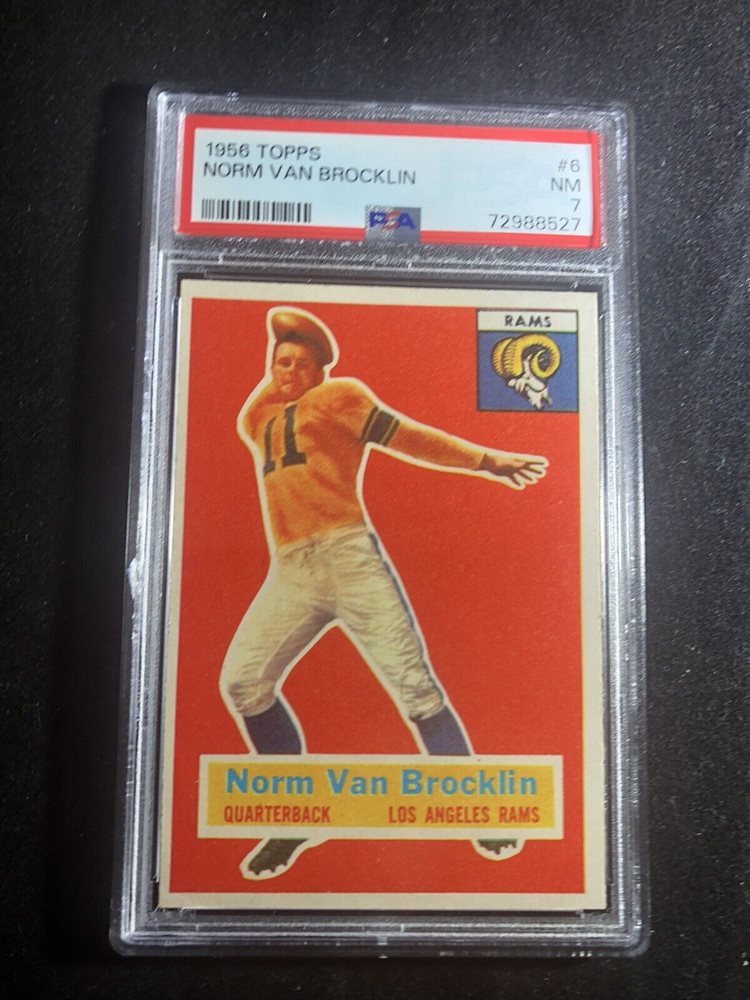 1956 TOPPS #6
NORM VAN BROCKLIN NM
7
PSA 72988527
RAMS
11
Norm Van Brocklin
QUARTERBACK LOS ANGELES RAMS